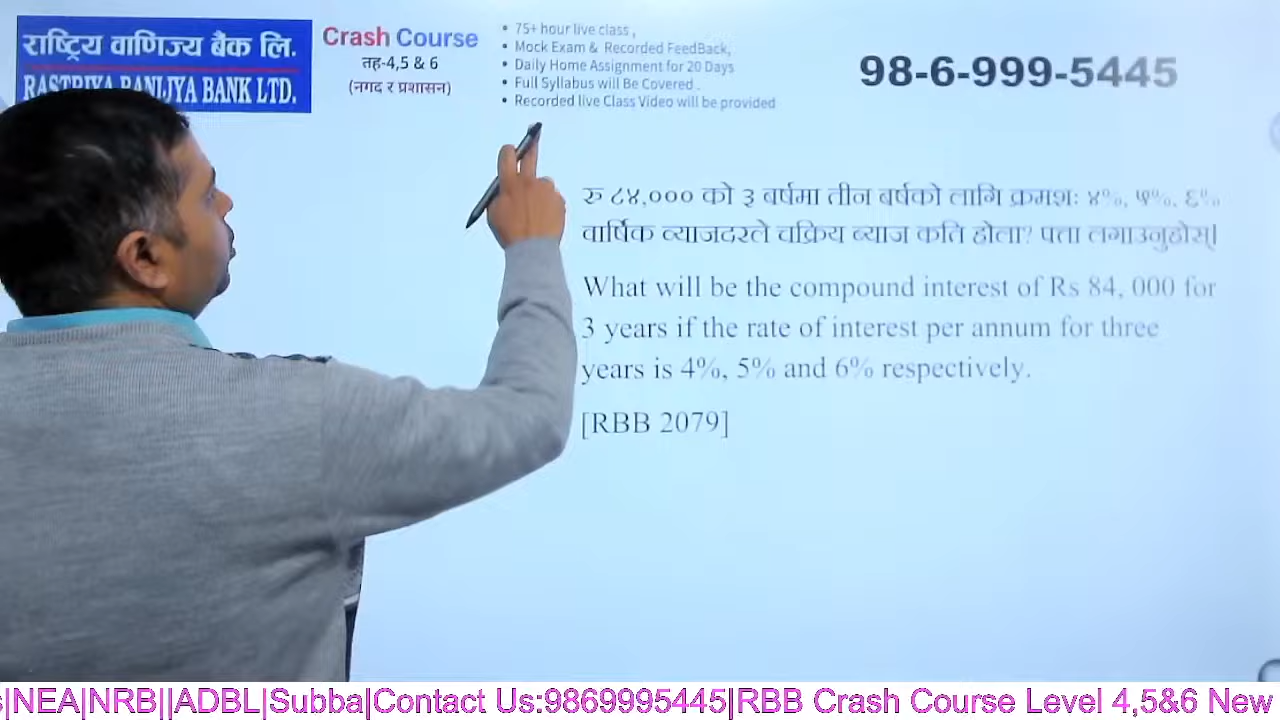 राष्ट्रिय वाणिज्य बैंक लि.
RASTRIYA BANIJYA BANK LTD.
Crash Course
तह-4,5 & 6
(नगद र प्रशासन)
• 75+ hour live class ,
• Mock Exam & Recorded FeedBack,
• Daily Home Assignment for 20 Days
• Full Syllabus will Be Covered .
• Recorded live Class Video will be provided
98-6-999-5445
रु ८४,००० को ३ बर्षमा तीन बर्षको लागि क्रमशः ४%, ५%, ६%
वार्षिक व्याजदरले चक्रिय ब्याज कति होला? पता लगाउनुहोस्|
What will be the compound interest of Rs 84, 000 for
3 years if the rate of interest per annum for three
years is 4%, 5% and 6% respectively.
[RBB 2079]
|NEA|NRB||ADBL|Subba|Contact Us:9869995445|RBB Crash Course Level 4,5&6 New